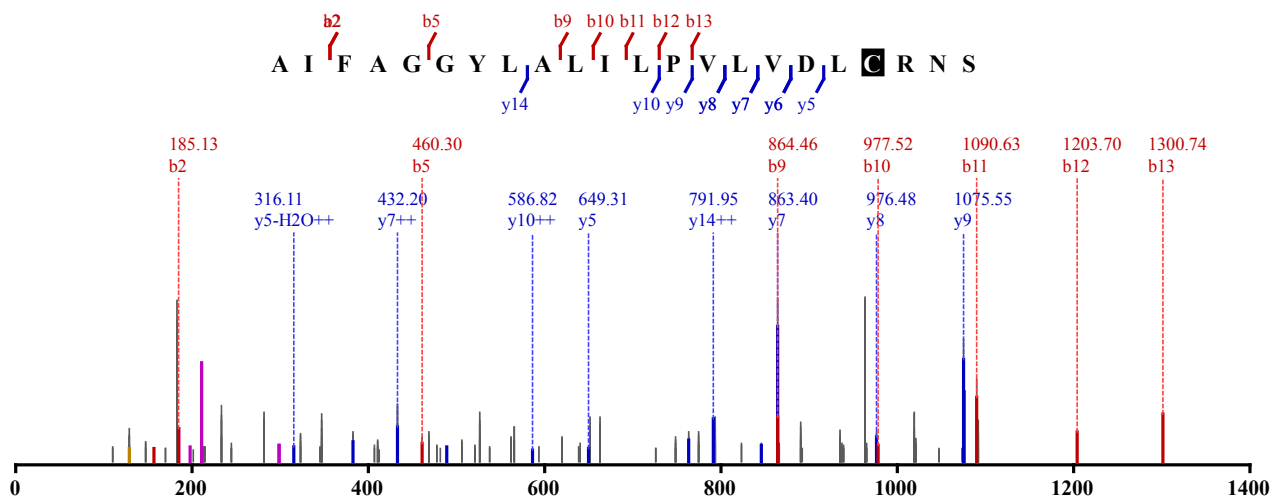 a2 b2 b5 b9 b10 b11 b12 b13
A I F A G G Y L A L I L P V L V D L C R N S
y14 y10 y9 y8 y7 y6 y5
185.13 460.30 864.46 977.52 1090.63 1203.70 1300.74
b2 b5 b9 b10 b11 b12 b13
316.11 432.20 586.82 649.31 791.95 863.40 976.48 1075.55
y5-H2O++ y7++ y10++ y5 y14++ y7 y8 y9
0 200 400 600 800 1000 1200 1400